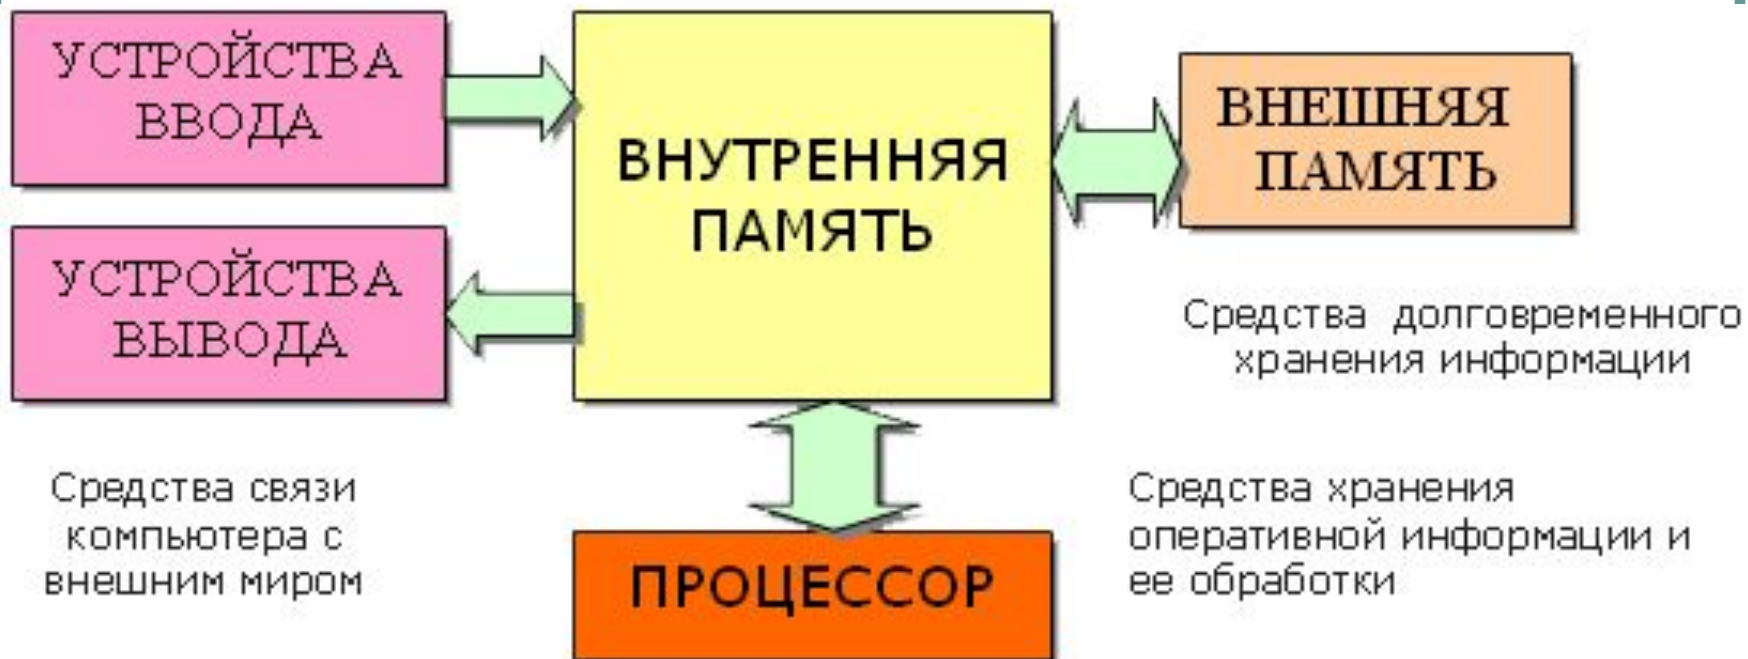 УСТРОЙСТВА
ВВОДА
ВНУТРЕННЯЯ
ПАМЯТЬ
ВНЕШНЯЯ
ПАМЯТЬ
УСТРОЙСТВА
ВЫВОДА
Средства долговременного
хранения информации
Средства связи
компьютера с
внешним миром
ПРОЦЕССОР
Средства хранения
оперативной информации и
ее обработки